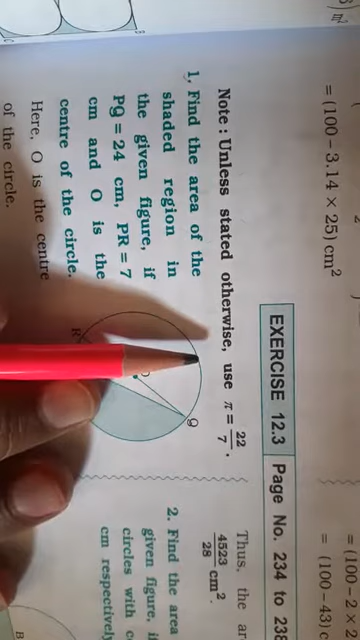 = (100 – 3.14 × 25) cm²
EXERCISE 12.3 Page No. 234 to 238
Note : Unless stated otherwise, use π = 22/7.
1. Find the area of the
shaded region in
the given figure, if
PQ = 24 cm, PR = 7
cm and O is the
centre of the circle.
Here, O is the centre
of the circle.
R
Q
= (100 – 2 ×
= (100 – 43) c
Thus, the ar
4523/28 cm².
2. Find the area
given figure, i
circles with c
cm respectively
B